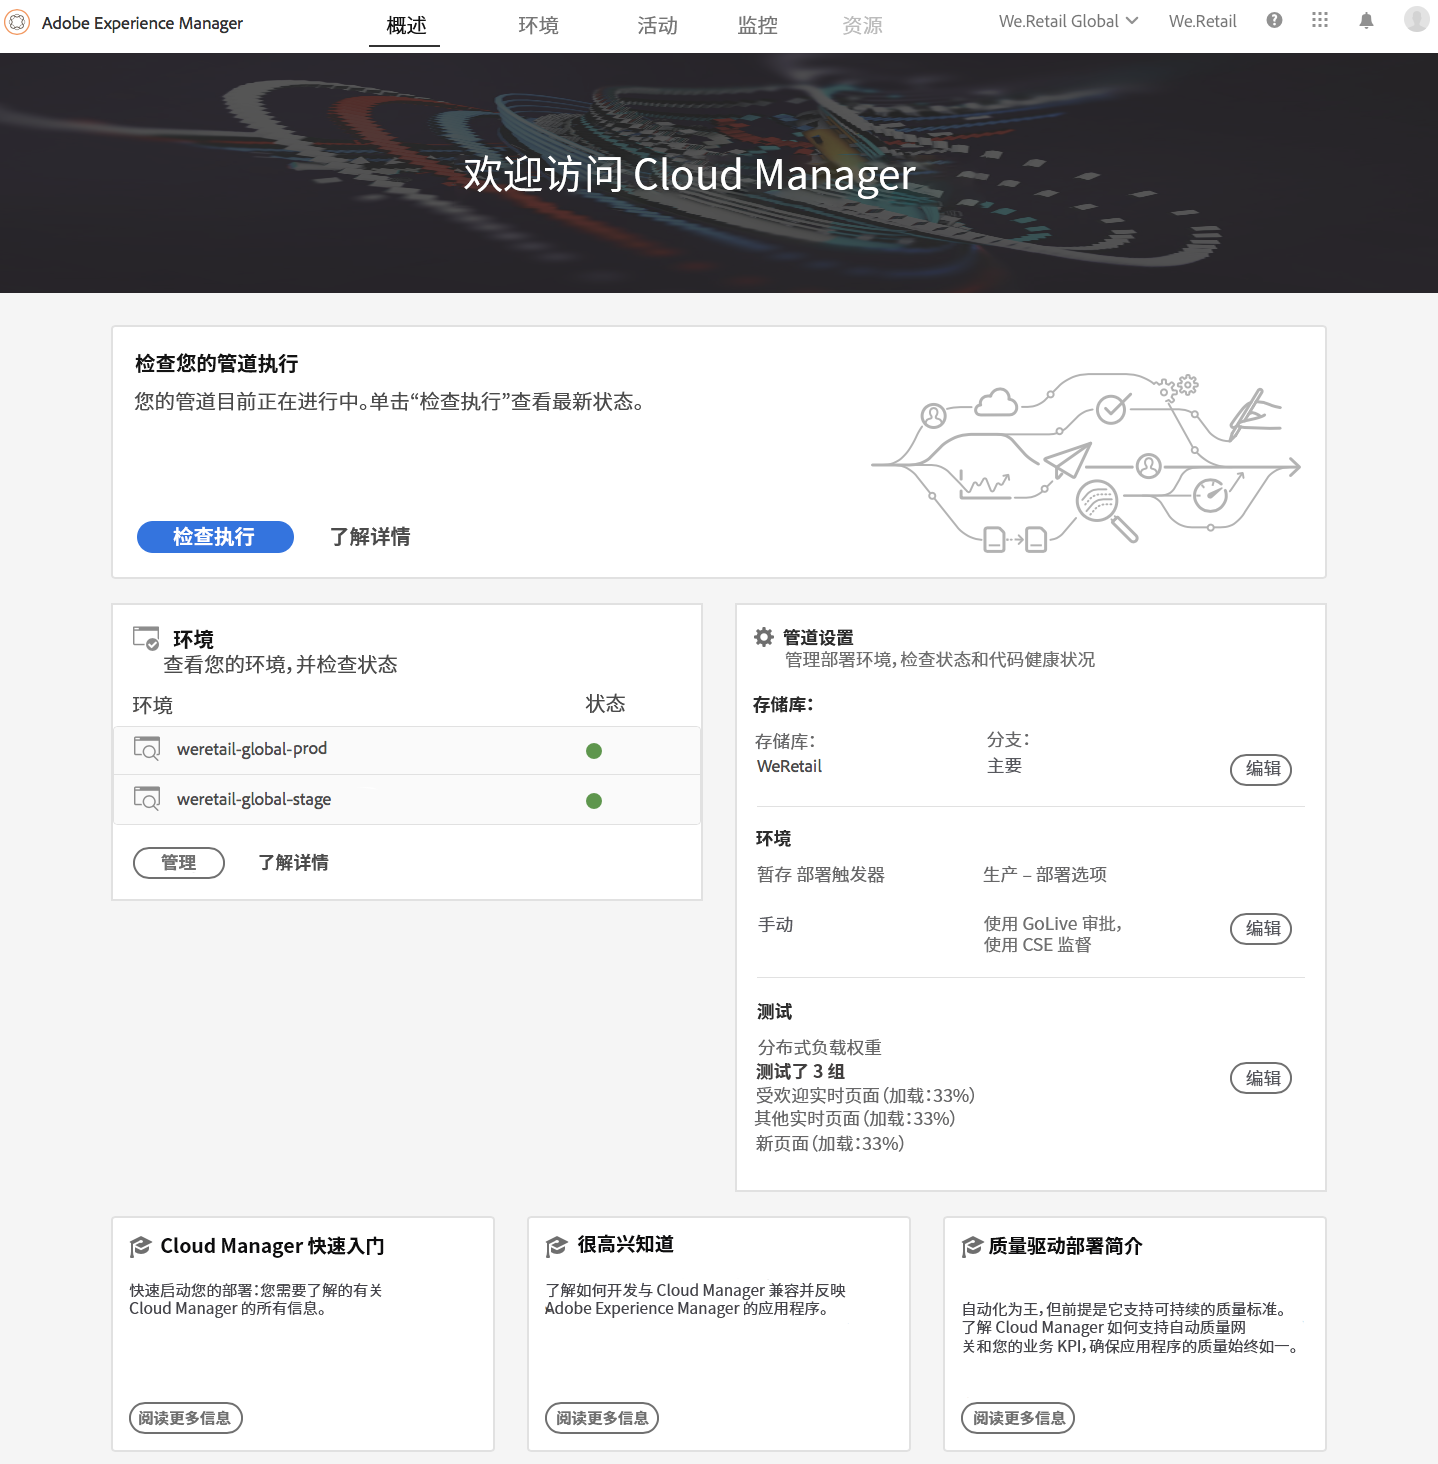 Adobe Experience Manager
概述
环境
活动
监控
资源
We.Retail Global
We.Retail
欢迎访问 Cloud Manager
检查您的管道执行
您的管道目前正在进行中。单击“检查执行”查看最新状态。
检查执行
了解详情
环境
查看您的环境，并检查状态
环境
状态
weretail-global-prod
weretail-global-stage
管理
了解详情
管道设置
管理部署环境，检查状态和代码健康状况
存储库：
存储库：
分支：
WeRetail
主要
编辑
环境
暂存 部署触发器
生产 – 部署选项
手动
使用 GoLive 审批，
使用 CSE 监督
编辑
测试
分布式负载权重
测试了 3 组
受欢迎实时页面（加载：33%）
其他实时页面（加载：33%）
新页面（加载：33%）
编辑
Cloud Manager 快速入门
快速启动您的部署：您需要了解的有关
Cloud Manager 的所有信息。
阅读更多信息
很高兴知道
了解如何开发与 Cloud Manager 兼容并反映
Adobe Experience Manager 的应用程序。
阅读更多信息
质量驱动部署简介
自动化为王，但前提是它支持可持续的质量标准。
了解 Cloud Manager 如何支持自动质量网
关和您的业务 KPI，确保应用程序的质量始终如一。
阅读更多信息